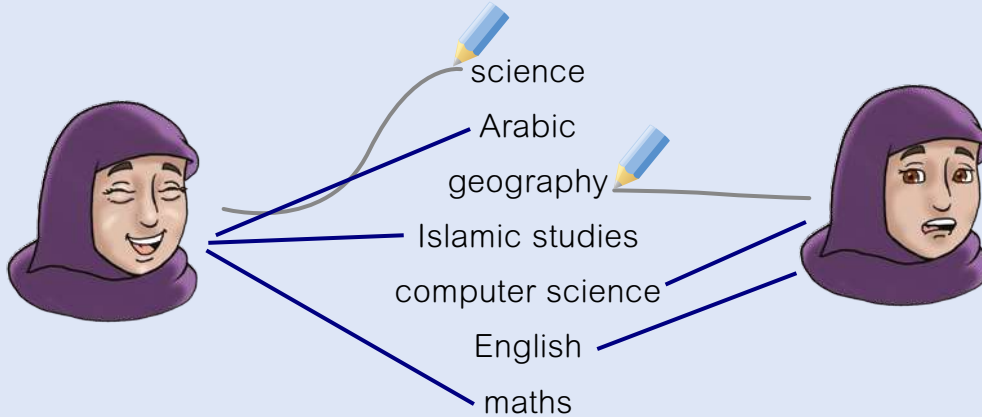 science
Arabic
geography
Islamic studies
computer science
English
maths